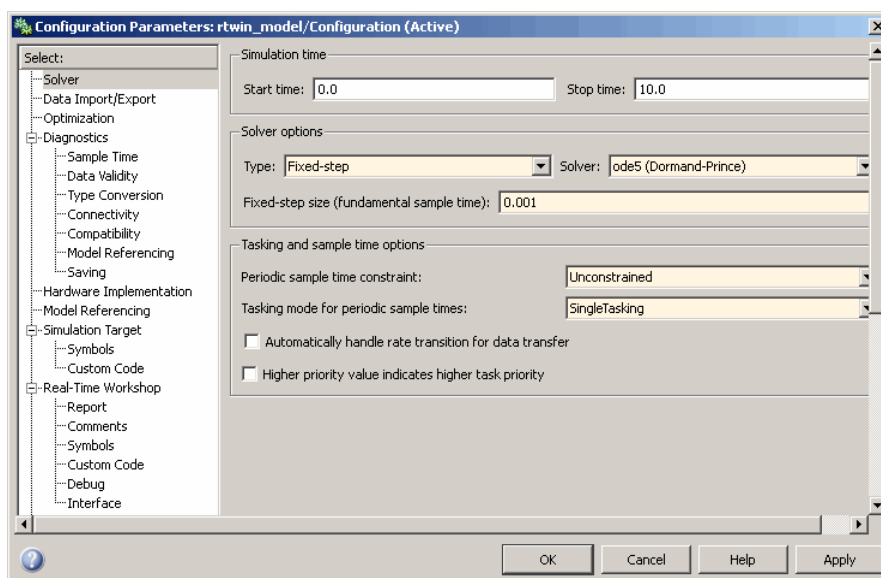 Configuration Parameters: rtwin_model/Configuration (Active)
Select:
Solver
Data Import/Export
Optimization
Diagnostics
Sample Time
Data Validity
Type Conversion
Connectivity
Compatibility
Model Referencing
Saving
Hardware Implementation
Model Referencing
Simulation Target
Symbols
Custom Code
Real-Time Workshop
Report
Comments
Symbols
Custom Code
Debug
Interface
Simulation time
Start time: 0.0 Stop time: 10.0
Solver options
Type: Fixed-step Solver: ode5 (Dormand-Prince)
Fixed-step size (fundamental sample time): 0.001
Tasking and sample time options
Periodic sample time constraint: Unconstrained
Tasking mode for periodic sample times: SingleTasking
Automatically handle rate transition for data transfer
Higher priority value indicates higher task priority
OK Cancel Help Apply